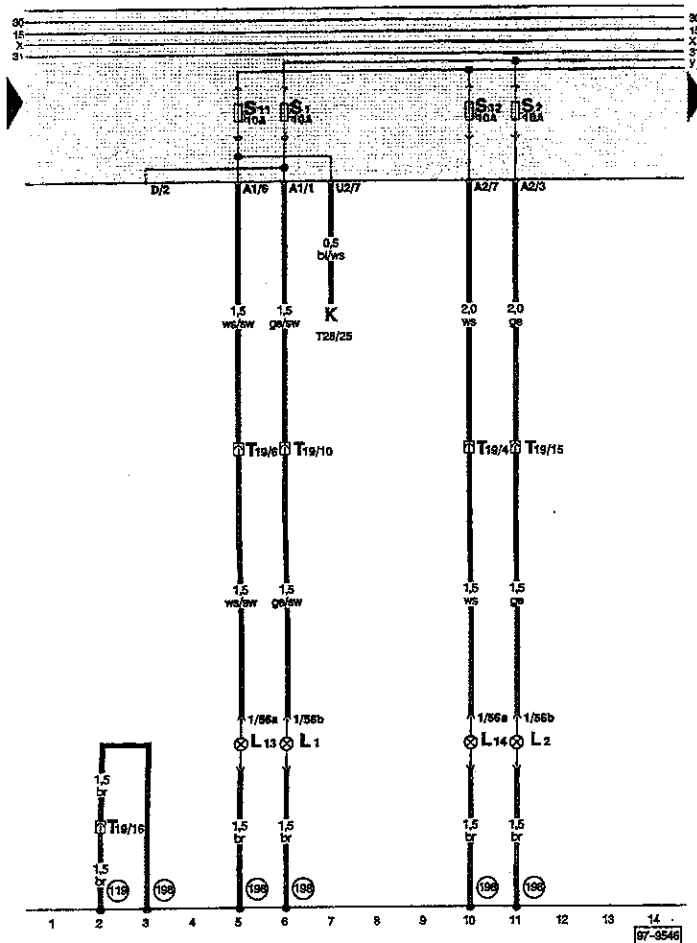 30 30
15 15
X X
31 31
y
S11 S1 S12 S2
10A 10A 10A 10A
D/2 A1/6 A1/1 U2/7 A2/7 A2/3
0,5
bl/ws
1,5 1,5 K 2,0 2,0
ws/sw ge/sw ws ge
T28/25
T19/6 T19/10 T19/4 T19/15
1,5 1,5 1,5 1,5
ws/sw ge/sw ws ge
1/56a 1/56b 1/56a 1/56b
L13 L1 L14 L2
1,5
br
T19/16
1,5 1,5 1,5 1,5
br br br br
1,5
br
119 198 198 198 198 198
1 2 3 4 5 6 7 8 9 10 11 12 13 14
97-9546